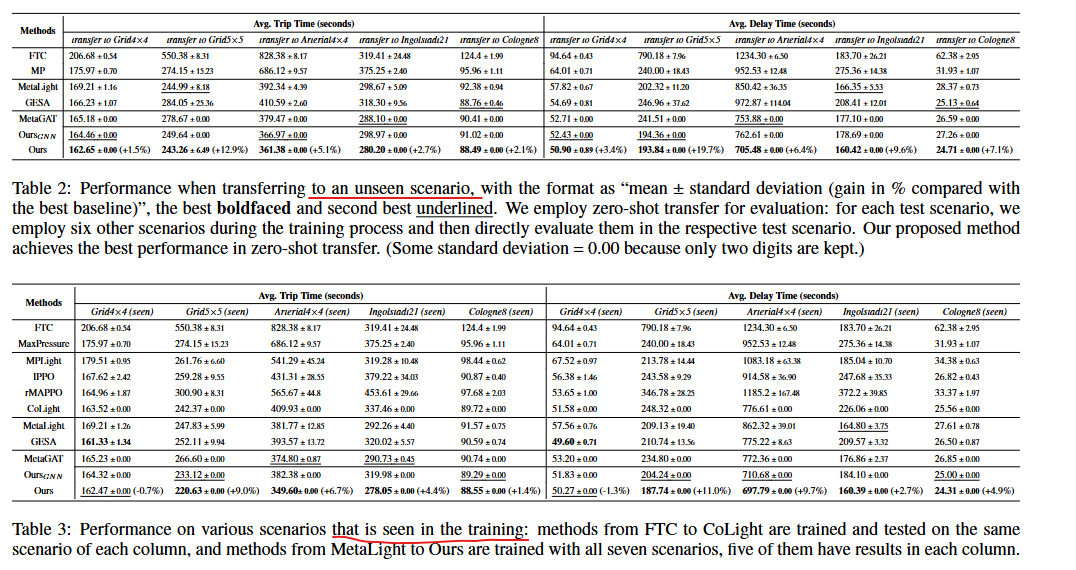 Methods Avg. Trip Time (seconds) Avg. Delay Time (seconds)
transfer to Grid4×4 transfer to Grid5×5 transfer to Arterial4×4 transfer to Ingolstadt21 transfer to Cologne8 transfer to Grid4×4 transfer to Grid5×5 transfer to Arterial4×4 transfer to Ingolstadt21 transfer to Cologne8
FTC 206.68 ± 0.54 550.38 ± 8.31 828.38 ± 8.17 319.41 ± 24.48 124.4 ± 1.99 94.64 ± 0.43 790.18 ± 7.96 1234.30 ± 6.50 183.70 ± 26.21 62.38 ± 2.95
MP 175.97 ± 0.70 274.15 ± 15.23 686.12 ± 9.57 375.25 ± 2.40 95.96 ± 1.11 64.01 ± 0.71 240.00 ± 18.43 952.53 ± 12.48 275.36 ± 14.38 31.93 ± 1.07
MetaLight 169.21 ± 1.16 244.99 ± 8.18 392.34 ± 4.39 298.67 ± 5.09 92.38 ± 0.94 57.82 ± 0.67 202.32 ± 11.20 850.42 ± 36.35 166.35 ± 5.53 28.37 ± 0.73
GESA 166.23 ± 1.07 284.05 ± 25.36 410.59 ± 2.60 318.30 ± 9.56 88.76 ± 0.46 54.69 ± 0.81 246.96 ± 37.62 972.87 ± 114.04 208.41 ± 12.01 25.13 ± 0.64
MetaGAT 165.18 ± 0.00 278.67 ± 0.00 379.47 ± 0.00 288.10 ± 0.00 90.41 ± 0.00 52.71 ± 0.00 241.51 ± 0.00 753.88 ± 0.00 177.10 ± 0.00 26.59 ± 0.00
OursGNN 164.46 ± 0.00 249.64 ± 0.00 366.97 ± 0.00 298.97 ± 0.00 91.02 ± 0.00 52.43 ± 0.00 194.36 ± 0.00 762.61 ± 0.00 178.69 ± 0.00 27.26 ± 0.00
Ours 162.65 ± 0.00 (+1.5%) 243.26 ± 6.49 (+12.9%) 361.38 ± 0.00 (+5.1%) 280.20 ± 0.00 (+2.7%) 88.49 ± 0.00 (+2.1%) 50.90 ± 0.89 (+3.4%) 193.84 ± 0.00 (+19.7%) 705.48 ± 0.00 (+6.4%) 160.42 ± 0.00 (+9.6%) 24.71 ± 0.00 (+7.1%)
Table 2: Performance when transferring to an unseen scenario, with the format as “mean ± standard deviation (gain in % compared with
the best baseline)”, the best boldfaced and second best underlined. We employ zero-shot transfer for evaluation: for each test scenario, we
employ six other scenarios during the training process and then directly evaluate them in the respective test scenario. Our proposed method
achieves the best performance in zero-shot transfer. (Some standard deviation = 0.00 because only two digits are kept.)
Methods Avg. Trip Time (seconds) Avg. Delay Time (seconds)
Grid4×4 (seen) Grid5×5 (seen) Arterial4×4 (seen) Ingolstadt21 (seen) Cologne8 (seen) Grid4×4 (seen) Grid5×5 (seen) Arterial4×4 (seen) Ingolstadt21 (seen) Cologne8 (seen)
FTC 206.68 ± 0.54 550.38 ± 8.31 828.38 ± 8.17 319.41 ± 24.48 124.4 ± 1.99 94.64 ± 0.43 790.18 ± 7.96 1234.30 ± 6.50 183.70 ± 26.21 62.38 ± 2.95
MaxPressure 175.97 ± 0.70 274.15 ± 15.23 686.12 ± 9.57 375.25 ± 2.40 95.96 ± 1.11 64.01 ± 0.71 240.00 ± 18.43 952.53 ± 12.48 275.36 ± 14.38 31.93 ± 1.07
MPLight 179.51 ± 0.95 261.76 ± 6.60 541.29 ± 45.24 319.28 ± 10.48 98.44 ± 0.62 67.52 ± 0.97 213.78 ± 14.44 1083.18 ± 63.38 185.04 ± 10.70 34.38 ± 0.63
IPPO 167.62 ± 2.42 259.28 ± 9.55 431.31 ± 28.55 379.22 ± 34.03 90.87 ± 0.40 56.38 ± 1.46 243.58 ± 9.29 914.58 ± 36.90 247.68 ± 35.33 26.82 ± 0.43
rMAPPO 164.96 ± 1.87 300.90 ± 8.31 565.67 ± 44.8 453.61 ± 29.66 97.68 ± 2.03 53.65 ± 1.00 346.78 ± 28.25 1185.2 ± 167.48 372.2 ± 39.85 33.37 ± 1.97
CoLight 163.52 ± 0.00 242.37 ± 0.00 409.93 ± 0.00 337.46 ± 0.00 89.72 ± 0.00 51.58 ± 0.00 248.32 ± 0.00 776.61 ± 0.00 226.06 ± 0.00 25.56 ± 0.00
MetaLight 169.21 ± 1.26 247.83 ± 5.99 381.77 ± 12.85 292.26 ± 4.40 91.57 ± 0.75 57.56 ± 0.76 209.13 ± 19.40 862.32 ± 39.01 164.80 ± 3.75 27.61 ± 0.78
GESA 161.33 ± 1.34 252.11 ± 9.94 393.57 ± 13.72 320.02 ± 5.57 90.59 ± 0.74 49.60 ± 0.71 210.74 ± 13.56 775.22 ± 8.63 209.57 ± 3.32 26.50 ± 0.87
MetaGAT 165.23 ± 0.00 266.60 ± 0.00 374.80 ± 0.87 290.73 ± 0.45 90.74 ± 0.00 53.20 ± 0.00 234.80 ± 0.00 772.36 ± 0.00 176.86 ± 2.37 26.85 ± 0.00
OursGNN 164.32 ± 0.00 233.12 ± 0.00 382.38 ± 0.00 319.98 ± 0.00 89.29 ± 0.00 51.83 ± 0.00 204.24 ± 0.00 710.68 ± 0.00 184.10 ± 0.00 25.00 ± 0.00
Ours 162.47 ± 0.00 (-0.7%) 220.63 ± 0.00 (+9.0%) 349.60± 0.00 (+6.7%) 278.05 ± 0.00 (+4.4%) 88.55 ± 0.00 (+1.4%) 50.27 ± 0.00 (-1.3%) 187.74 ± 0.00 (+11.0%) 697.79 ± 0.00 (+9.7%) 160.39 ± 0.00 (+2.7%) 24.31 ± 0.00 (+4.9%)
Table 3: Performance on various scenarios that is seen in the training: methods from FTC to CoLight are trained and tested on the same
scenario of each column, and methods from MetaLight to Ours are trained with all seven scenarios, five of them have results in each column.